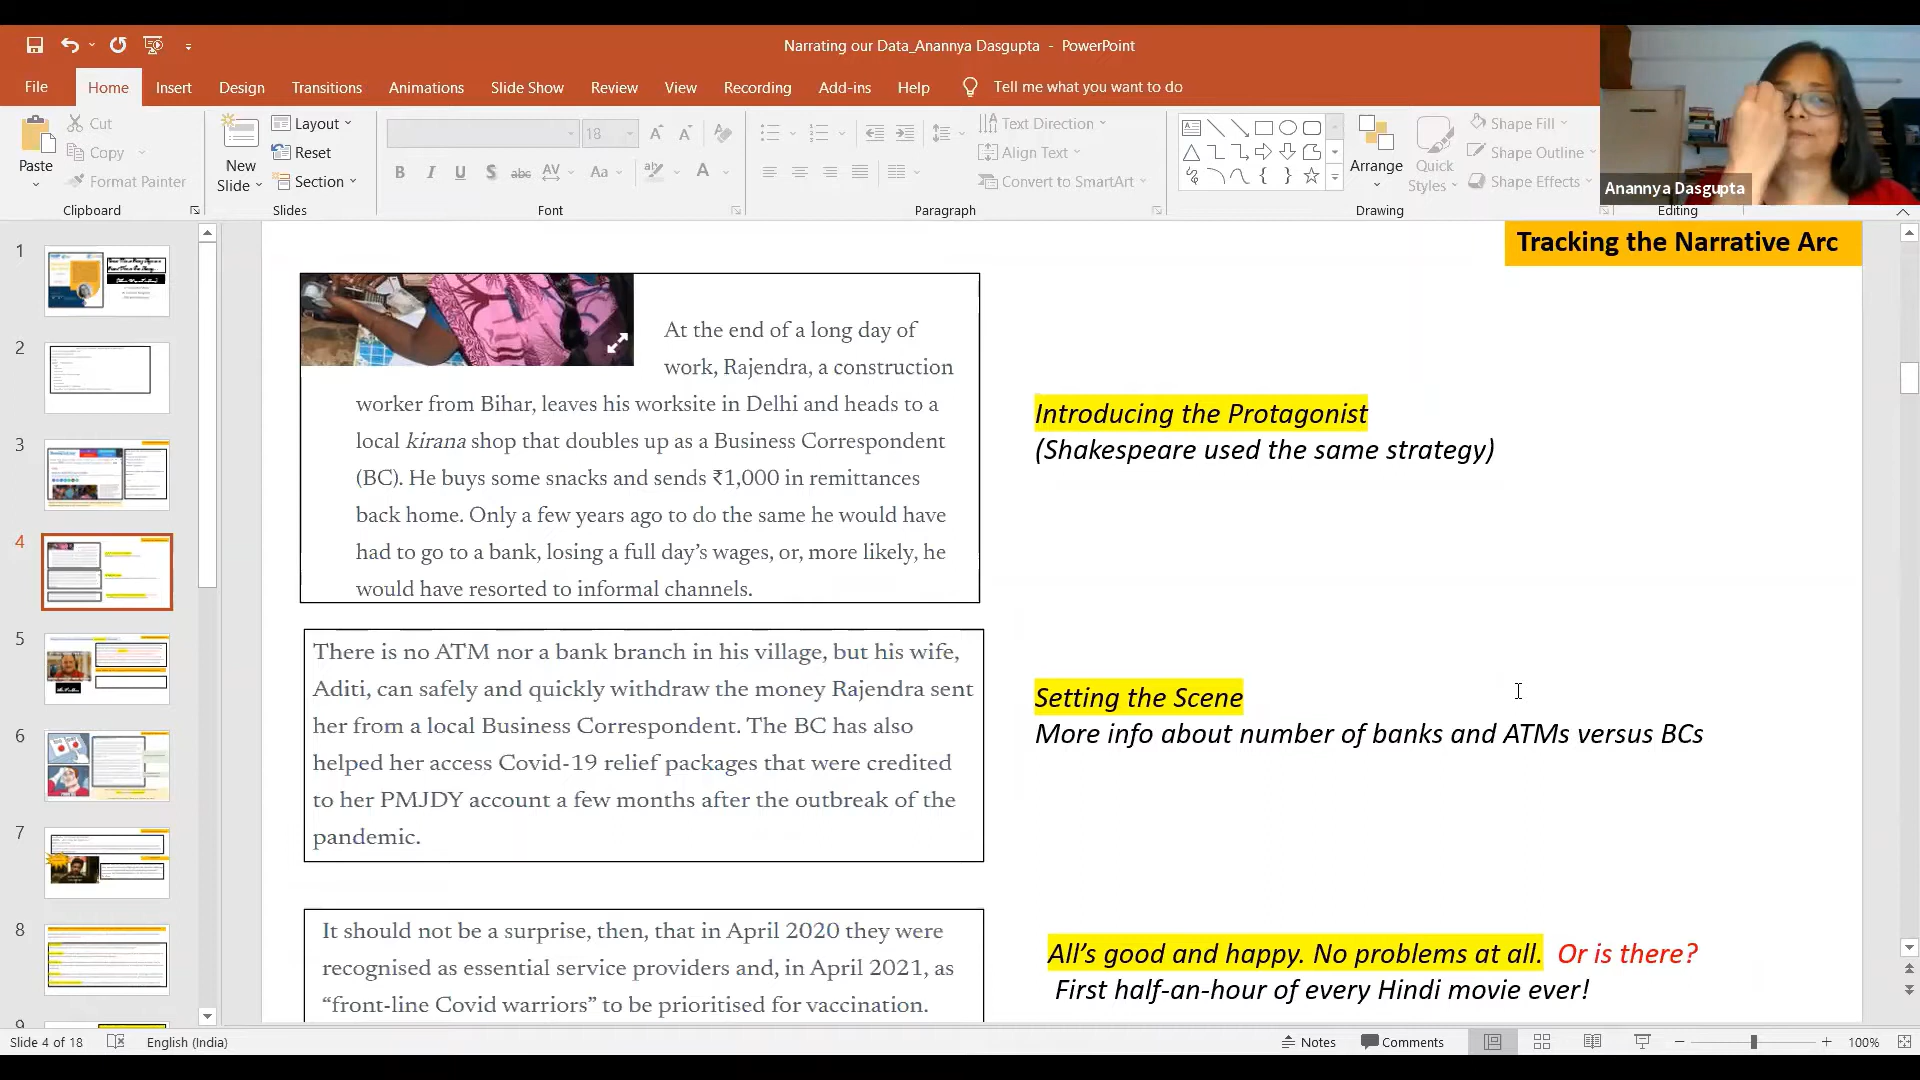 Narrating our Data_Anannya Dasgupta - PowerPoint
File Home Insert Design Transitions Animations Slide Show Review View Recording Add-ins Help Tell me what you want to do
Paste
Cut
Copy
Format Painter
Clipboard
New
Slide
Layout
Reset
Section
Slides
18
B I U S abc AV Aa A
Font
Paragraph
Text Direction
Align Text
Convert to SmartArt
Arrange
Quick
Styles
Drawing
Shape Fill
Shape Outline
Shape Effects
Editing
Anannya Dasgupta
1
2
3
4
5
6
7
8
9
Tracking the Narrative Arc
At the end of a long day of
work, Rajendra, a construction
worker from Bihar, leaves his worksite in Delhi and heads to a
local kirana shop that doubles up as a Business Correspondent
(BC). He buys some snacks and sends ₹1,000 in remittances
back home. Only a few years ago to do the same he would have
had to go to a bank, losing a full day’s wages, or, more likely, he
would have resorted to informal channels.
Introducing the Protagonist
(Shakespeare used the same strategy)
There is no ATM nor a bank branch in his village, but his wife,
Aditi, can safely and quickly withdraw the money Rajendra sent
her from a local Business Correspondent. The BC has also
helped her access Covid-19 relief packages that were credited
to her PMJDY account a few months after the outbreak of the
pandemic.
Setting the Scene
More info about number of banks and ATMs versus BCs
It should not be a surprise, then, that in April 2020 they were
recognised as essential service providers and, in April 2021, as
“front-line Covid warriors” to be prioritised for vaccination.
All’s good and happy. No problems at all. Or is there?
First half-an-hour of every Hindi movie ever!
Slide 4 of 18 English (India) Notes Comments 100%